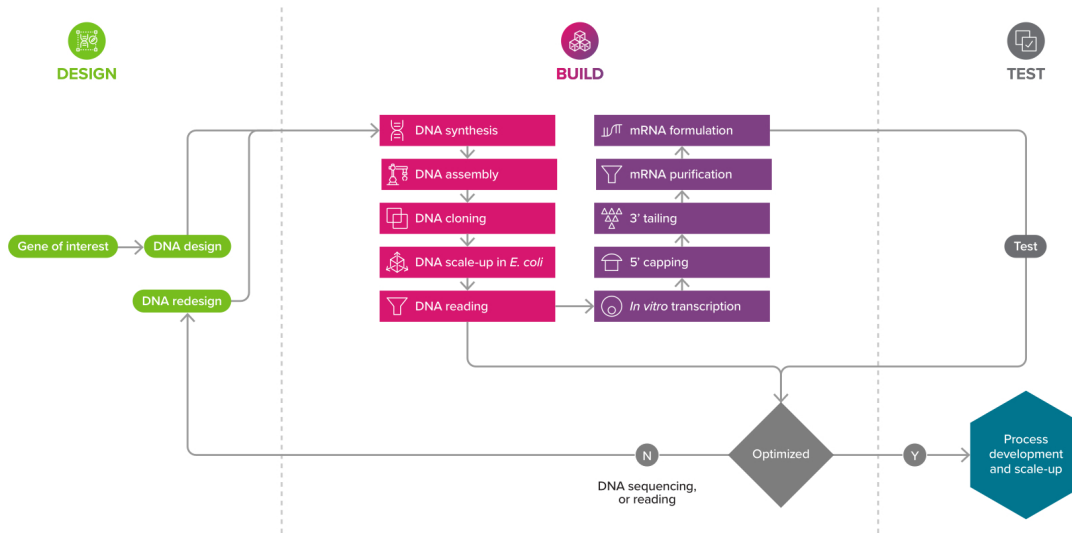 DESIGN
BUILD
TEST
Gene of interest
DNA design
DNA redesign
DNA synthesis
DNA assembly
DNA cloning
DNA scale-up in E. coli
DNA reading
mRNA formulation
mRNA purification
3’ tailing
5’ capping
In vitro transcription
Test
Optimized
N
DNA sequencing,
or reading
Y
Process
development
and scale-up